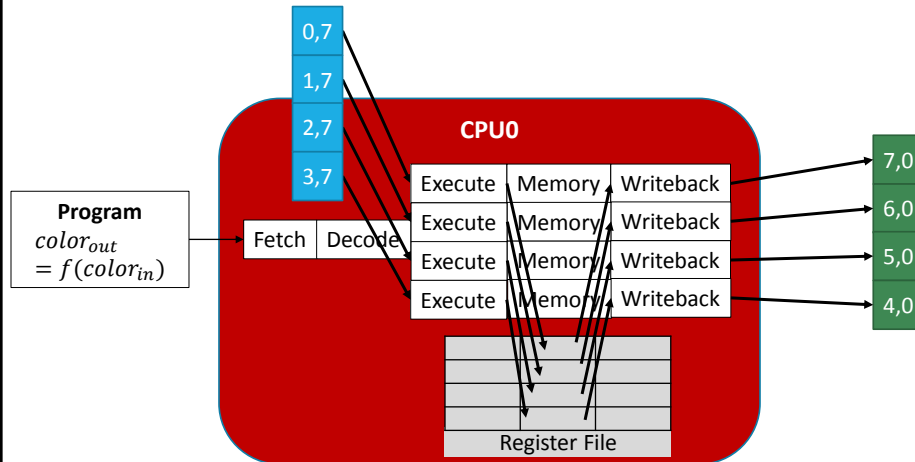 0,7
1,7
2,7
3,7
CPU0
Program
color_out
= f(color_in)
Fetch Decode
Execute Memory Writeback
Execute Memory Writeback
Execute Memory Writeback
Execute Memory Writeback
Register File
7,0
6,0
5,0
4,0